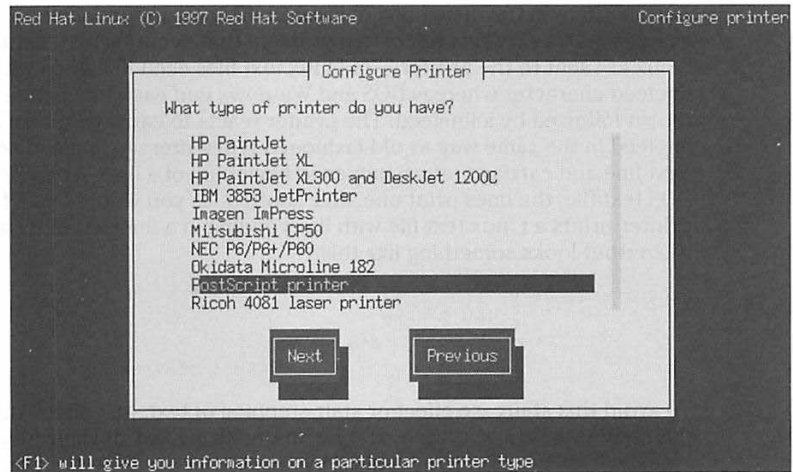 Red Hat Linux (C) 1997 Red Hat Software Configure printer
Configure Printer
What type of printer do you have?
HP PaintJet
HP PaintJet XL
HP PaintJet XL300 and DeskJet 1200C
IBM 3853 JetPrinter
Imagen ImPress
Mitsubishi CP50
NEC P6/P6+/P60
Okidata Microline 182
PostScript printer
Ricoh 4081 laser printer
Next Previous
<F1> will give you information on a particular printer type